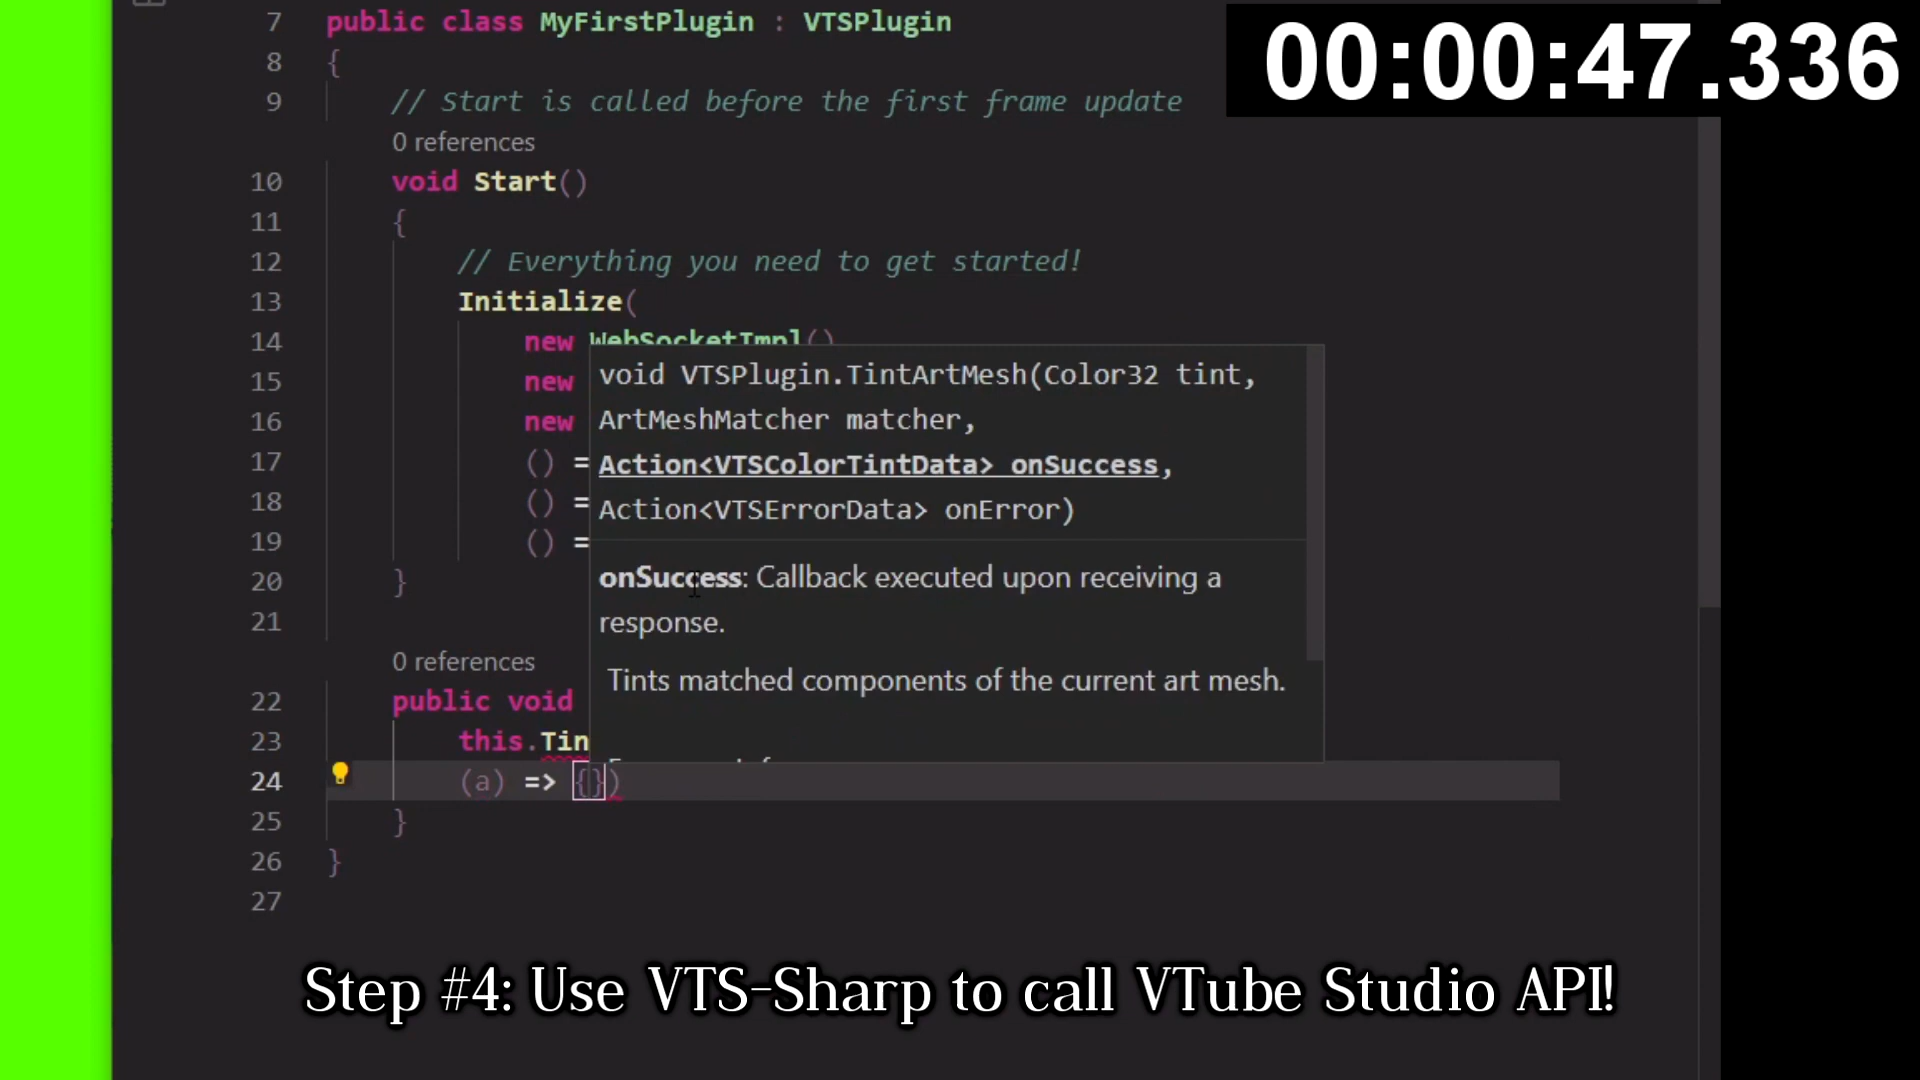 7 public class MyFirstPlugin : VTSPlugin
00:00:47.336
8 {
9 // Start is called before the first frame update
0 references
10 void Start()
11 {
12 // Everything you need to get started!
13 Initialize(
14 new WebSocketImpl()
15 new
16 new
17 () =
18 () =
19 () =
void VTSPlugin.TintArtMesh(Color32 tint,
ArtMeshMatcher matcher,
Action<VTSColorTintData> onSuccess,
Action<VTSErrorData> onError)
onSuccess: Callback executed upon receiving a
response.
Tints matched components of the current art mesh.
20 }
21
0 references
22 public void
23 this.Tin
24 (a) => {})
25 }
26 }
27
Step #4: Use VTS-Sharp to call VTube Studio API!